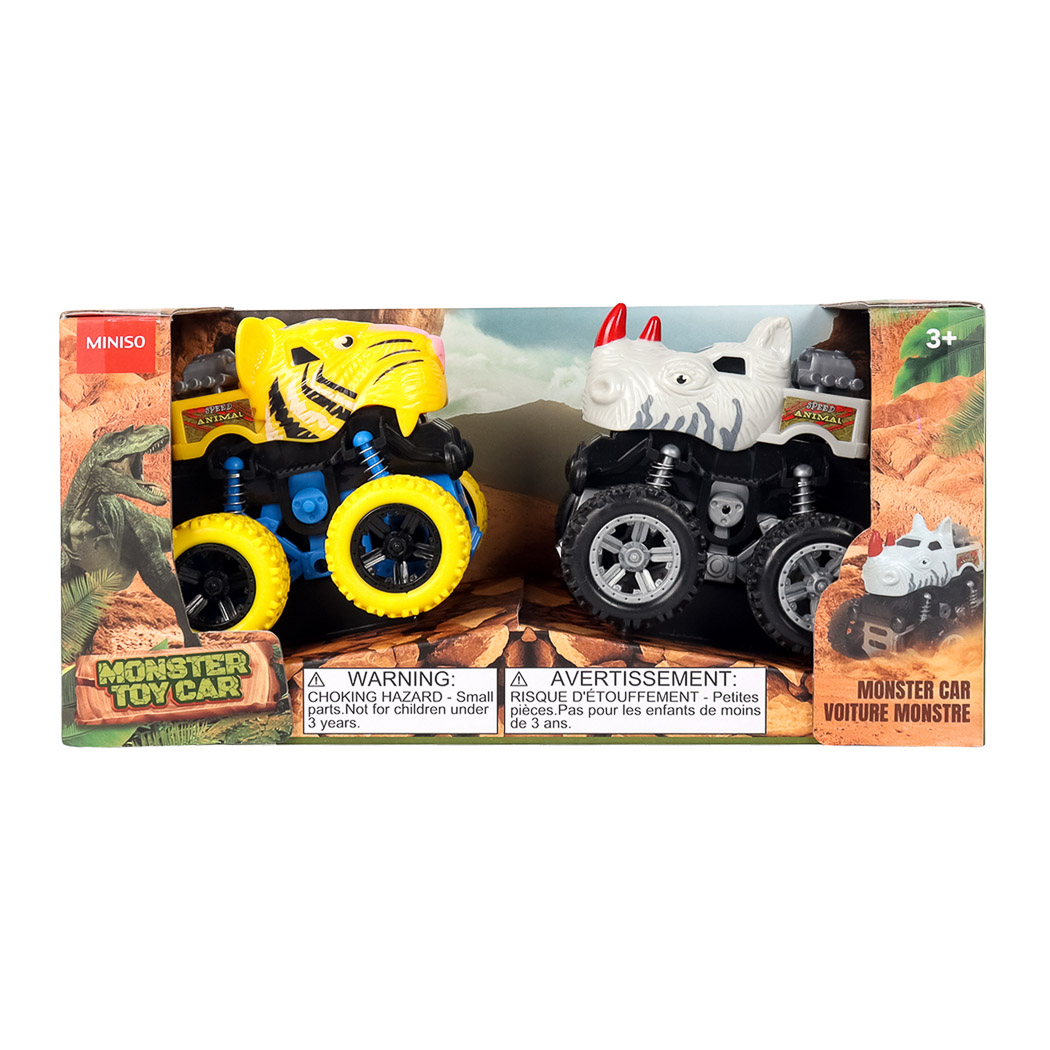 MINISO
3+
SPEED
ANIMAL
SPEED
ANIMAL
MONSTER
TOY CAR
WARNING:
CHOKING HAZARD - Small
parts.Not for children under
3 years.
AVERTISSEMENT:
RISQUE D'ÉTOUFFEMENT - Petites
pièces.Pas pour les enfants de moins
de 3 ans.
MONSTER CAR
VOITURE MONSTRE